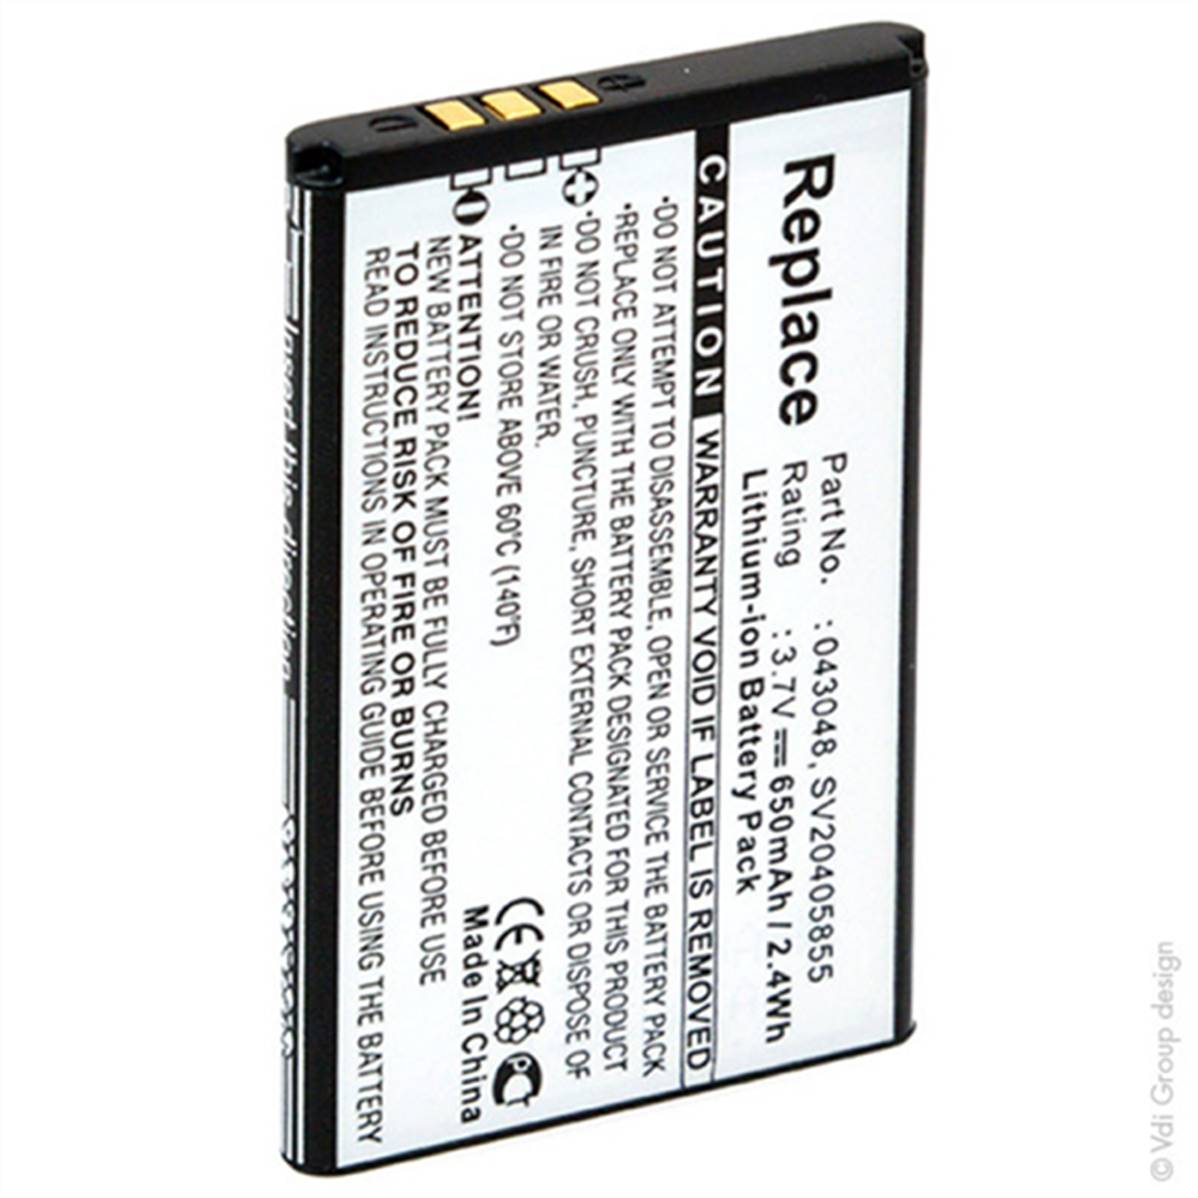 Replace
Part No. : 043048, SV20405855
Rating : 3.7V 650mAh / 2.4Wh
Lithium-ion Battery Pack
CAUTION WARRANTY VOID IF LABEL IS REMOVED
·DO NOT ATTEMPT TO DISASSEMBLE, OPEN OR SERVICE THE BATTERY PACK
·REPLACE ONLY WITH THE BATTERY PACK DESIGNATED FOR THIS PRODUCT
·DO NOT CRUSH, PUNCTURE, SHORT EXTERNAL CONTACTS OR DISPOSE OF
IN FIRE OR WATER.
·DO NOT STORE ABOVE 60°C (140°F)
ATTENTION!
NEW BATTERY PACK MUST BE FULLY CHARGED BEFORE USE
TO REDUCE RISK OF FIRE OR BURNS
READ INSTRUCTIONS IN OPERATING GUIDE BEFORE USING THE BATTERY
CE
Made In China
this direction
© Vdi Group design